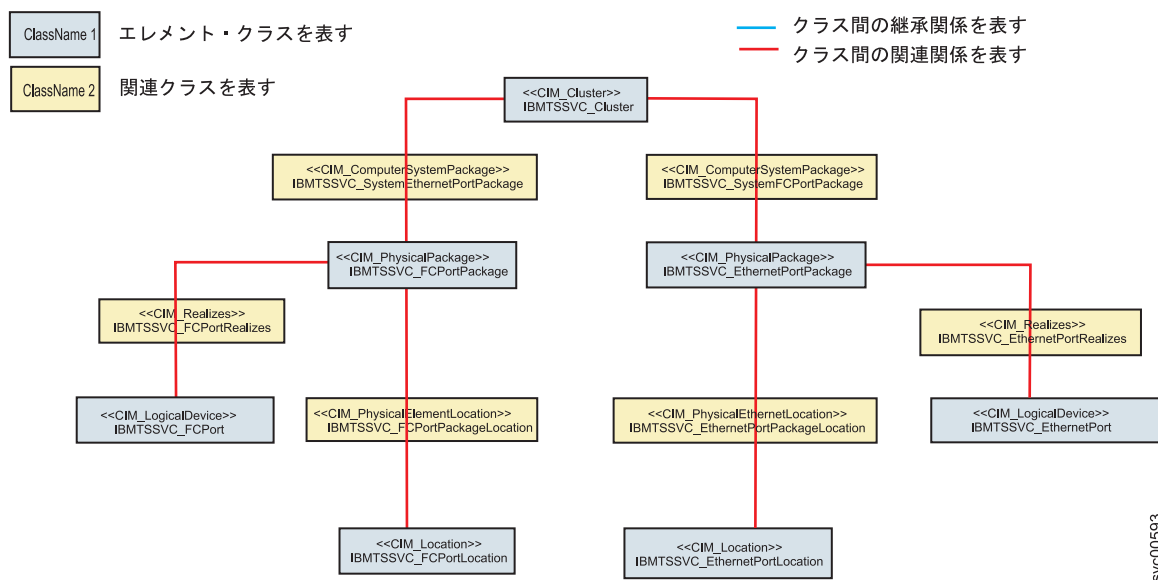 ClassName 1
エレメント・クラスを表す
クラス間の継承関係を表す
クラス間の関連関係を表す
ClassName 2
関連クラスを表す
<<CIM_Cluster>>
IBMTSSVC_Cluster
<<CIM_ComputerSystemPackage>>
IBMTSSVC_SystemEthernetPortPackage
<<CIM_ComputerSystemPackage>>
IBMTSSVC_SystemFCPortPackage
<<CIM_PhysicalPackage>>
IBMTSSVC_FCPortPackage
<<CIM_PhysicalPackage>>
IBMTSSVC_EthernetPortPackage
<<CIM_Realizes>>
IBMTSSVC_FCPortRealizes
<<CIM_Realizes>>
IBMTSSVC_EthernetPortRealizes
<<CIM_LogicalDevice>>
IBMTSSVC_FCPort
<<CIM_PhysicalElementLocation>>
IBMTSSVC_FCPortPackageLocation
<<CIM_PhysicalEthernetLocation>>
IBMTSSVC_EthernetPortPackageLocation
<<CIM_LogicalDevice>>
IBMTSSVC_EthernetPort
<<CIM_Location>>
IBMTSSVC_FCPortLocation
<<CIM_Location>>
IBMTSSVC_EthernetPortLocation
svc00593